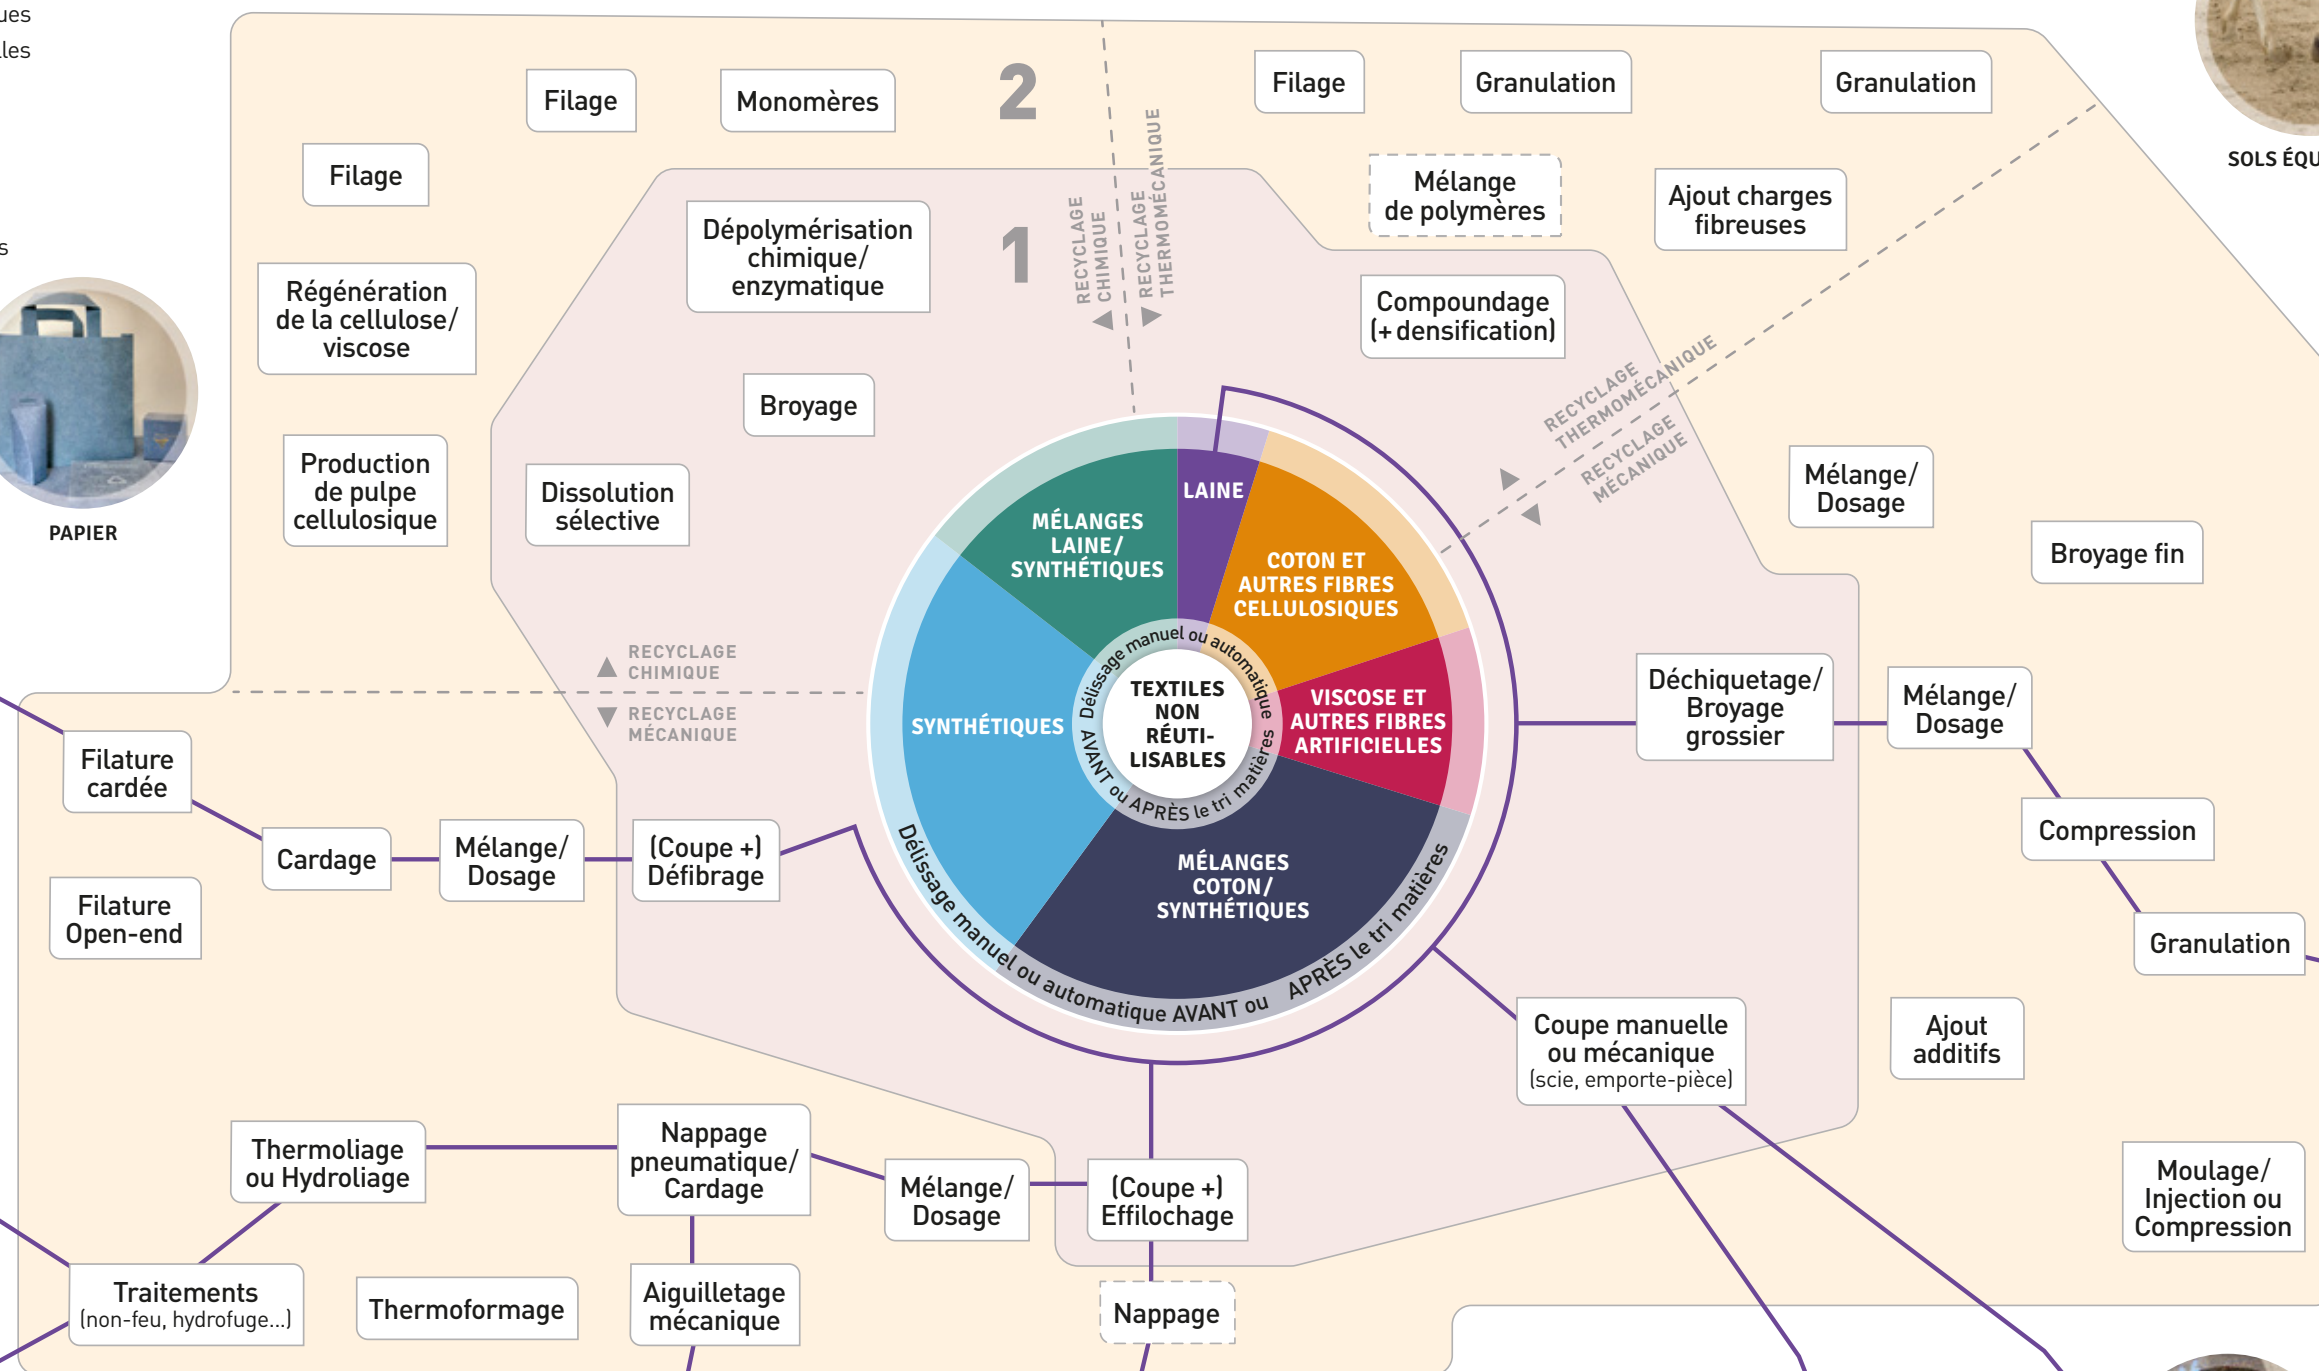 2
1
Filage
Monomères
Filage
Granulation
Granulation
Filage
Mélange
de polymères
Ajout charges
fibreuses
SOLS
Dépolymérisation
chimique/
enzymatique
RECYCLAGE
CHIMIQUE
RECYCLAGE
THERMOMÉCANIQUE
Régénération
de la cellulose/
viscose
Compoundage
(+ densification)
Broyage
RECYCLAGE
THERMOMÉCANIQUE
RECYCLAGE
MÉCANIQUE
Production
de pulpe
cellulosique
Dissolution
sélective
PAPIER
Mélange/
Dosage
Broyage fin
LAINE
MÉLANGES
LAINE/
SYNTHÉTIQUES
COTON ET
AUTRES FIBRES
CELLULOSIQUES
RECYCLAGE
CHIMIQUE
RECYCLAGE
MÉCANIQUE
SYNTHÉTIQUES
Délissage manuel ou automatique
AVANT ou APRÈS le tri matières
TEXTILES
NON
RÉUTI-
LISABLES
VISCOSE ET
AUTRES FIBRES
ARTIFICIELLES
MÉLANGES
COTON/
SYNTHÉTIQUES
Délissage manuel ou automatique AVANT ou APRÈS le tri matières
Déchiquetage/
Broyage
grossier
Mélange/
Dosage
Compression
Granulation
Filature
cardée
Cardage
Mélange/
Dosage
(Coupe +)
Défibrage
Filature
Open-end
Coupe manuelle
ou mécanique
(scie, emporte-pièce)
Ajout
additifs
Moulage/
Injection ou
Compression
Thermoliage
ou Hydroliage
Nappage
pneumatique/
Cardage
Mélange/
Dosage
(Coupe +)
Effilochage
Traitements
(non-feu, hydrofuge...)
Thermoformage
Aiguilletage
mécanique
Nappage